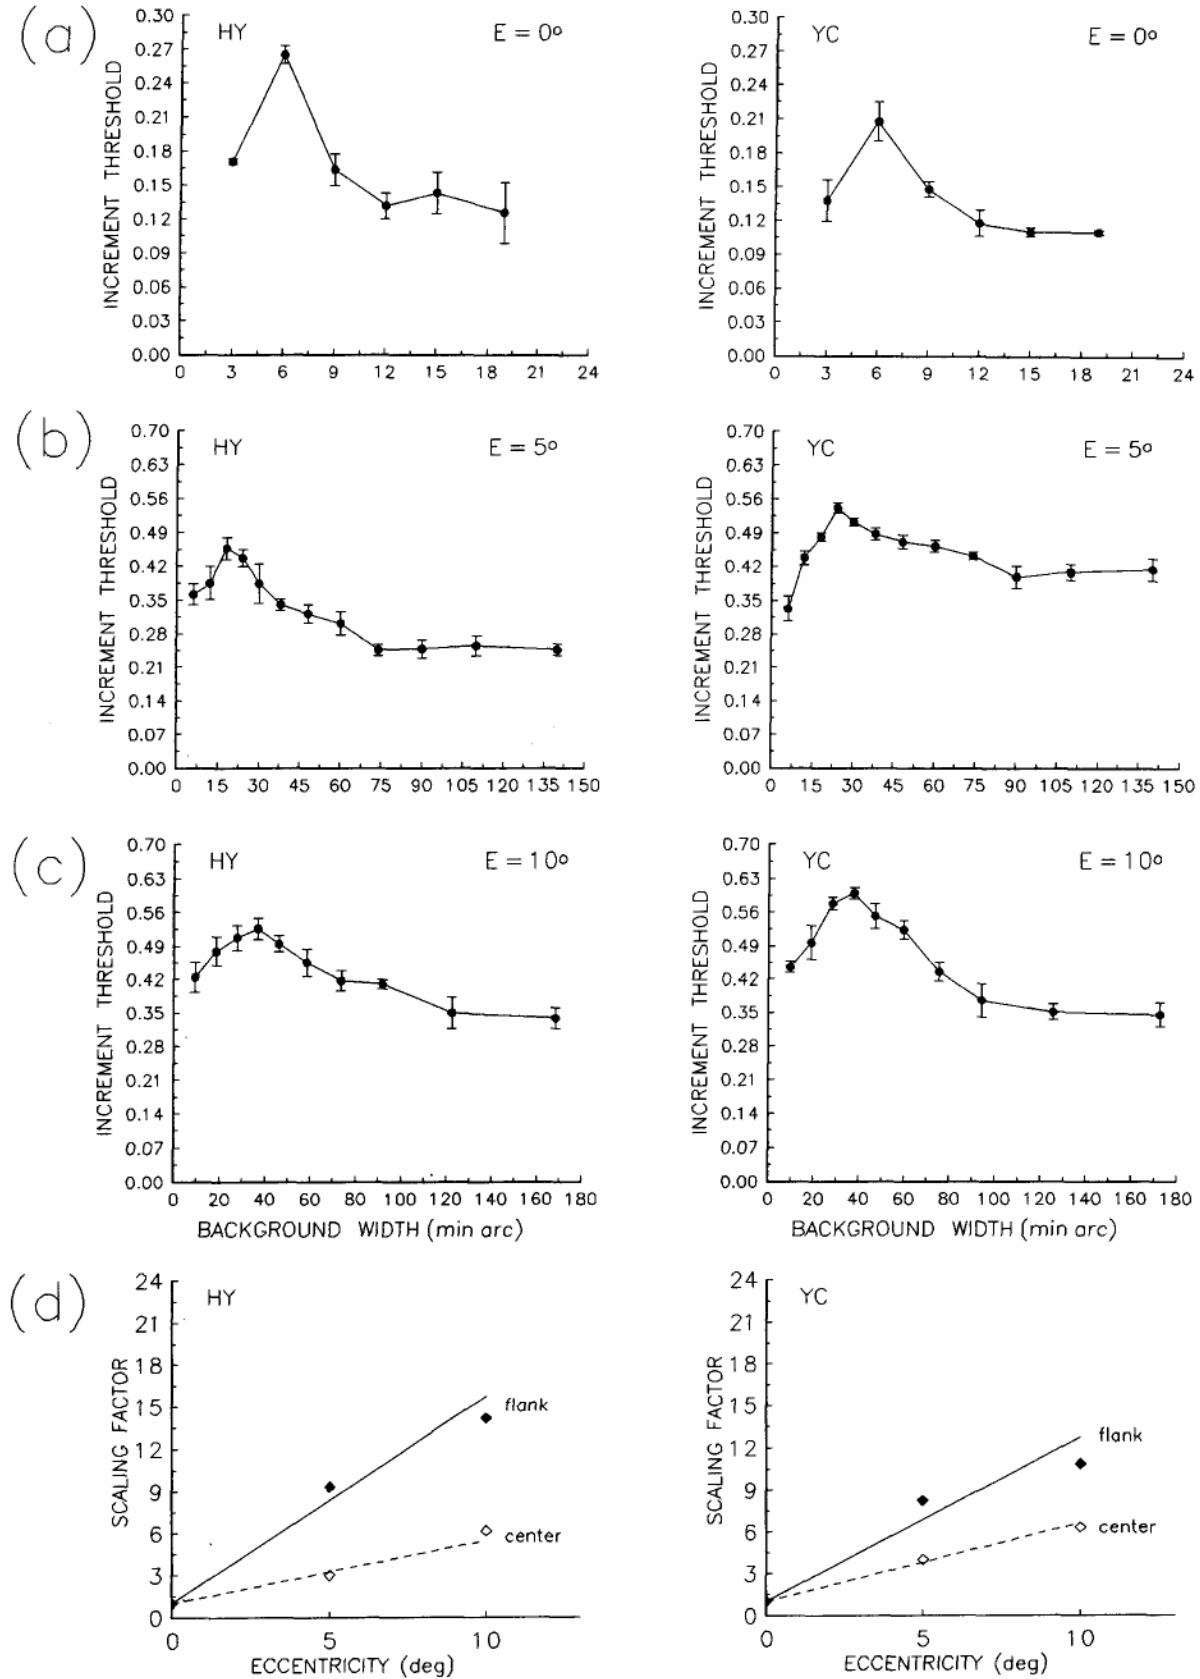 (a)
HY
E = 0°
INCREMENT THRESHOLD
0.30
0.27
0.24
0.21
0.18
0.15
0.12
0.09
0.06
0.03
0.00
0 3 6 9 12 15 18 21 24
YC
E = 0°
INCREMENT THRESHOLD
0.30
0.27
0.24
0.21
0.18
0.15
0.12
0.09
0.06
0.03
0.00
0 3 6 9 12 15 18 21 24
(b)
HY
E = 5°
INCREMENT THRESHOLD
0.70
0.63
0.56
0.49
0.42
0.35
0.28
0.21
0.14
0.07
0.00
0 15 30 45 60 75 90 105 120 135 150
YC
E = 5°
INCREMENT THRESHOLD
0.70
0.63
0.56
0.49
0.42
0.35
0.28
0.21
0.14
0.07
0.00
0 15 30 45 60 75 90 105 120 135 150
(c)
HY
E = 10°
INCREMENT THRESHOLD
0.70
0.63
0.56
0.49
0.42
0.35
0.28
0.21
0.14
0.07
0.00
0 20 40 60 80 100 120 140 160 180
BACKGROUND WIDTH (min arc)
YC
E = 10°
INCREMENT THRESHOLD
0.70
0.63
0.56
0.49
0.42
0.35
0.28
0.21
0.14
0.07
0.00
0 20 40 60 80 100 120 140 160 180
BACKGROUND WIDTH (min arc)
(d)
HY
SCALING FACTOR
24
21
18
15
12
9
6
3
0
flank
center
0 5 10
ECCENTRICITY (deg)
YC
SCALING FACTOR
24
21
18
15
12
9
6
3
0
flank
center
0 5 10
ECCENTRICITY (deg)